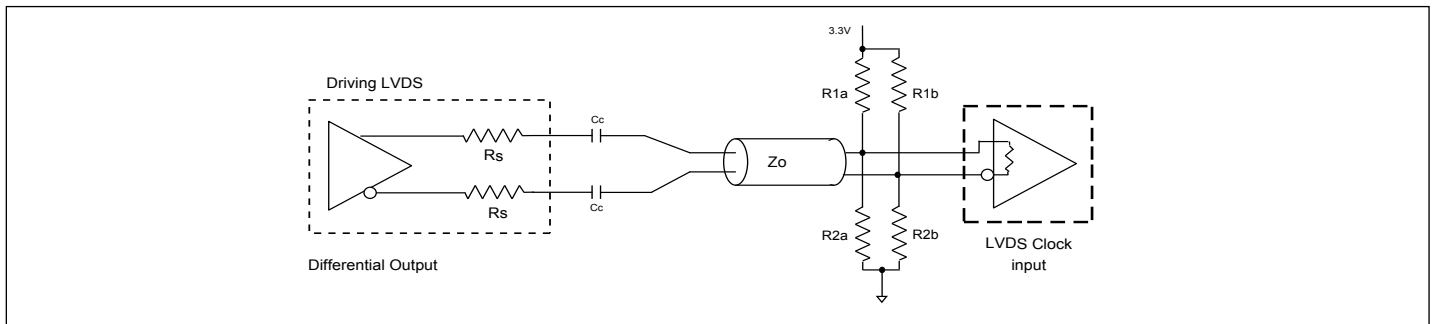 3.3V
Driving LVDS
R1a
R1b
Cc
Rs
Zo
Rs
Cc
R2a
R2b
LVDS Clock
input
Differential Output